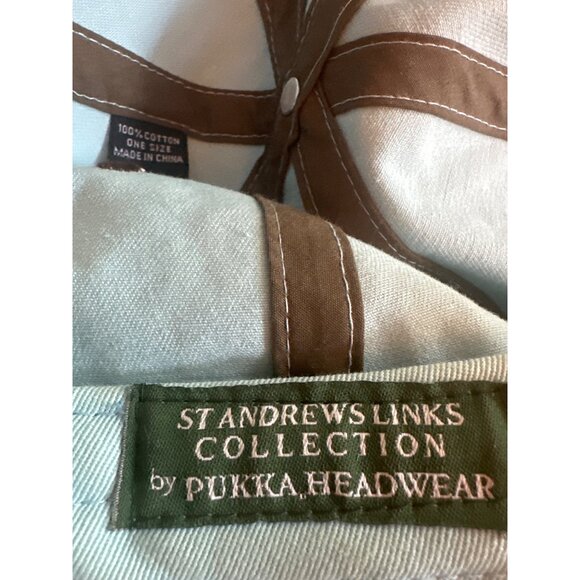 100% COTTON
ONE SIZE
MADE IN CHINA
ST ANDREWS LINKS
COLLECTION
by PUKKA HEADWEAR